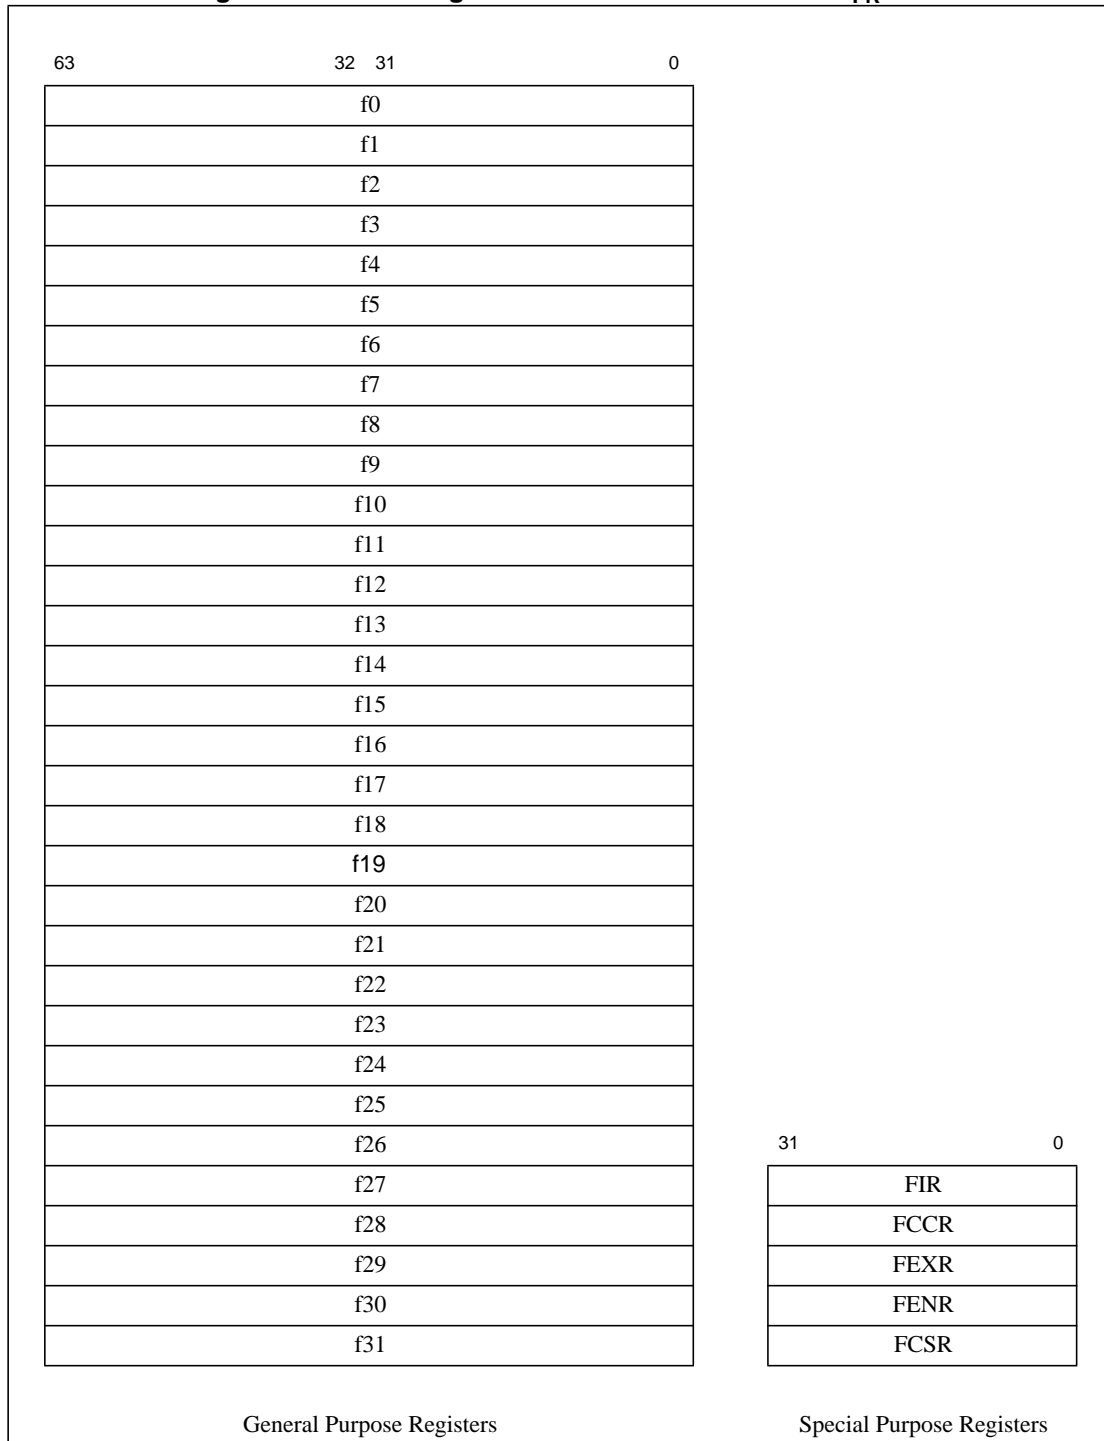 63 32 31 0
f0
f1
f2
f3
f4
f5
f6
f7
f8
f9
f10
f11
f12
f13
f14
f15
f16
f17
f18
f19
f20
f21
f22
f23
f24
f25
f26 31 0
f27 FIR
f28 FCCR
f29 FEXR
f30 FENR
f31 FCSR
General Purpose Registers Special Purpose Registers